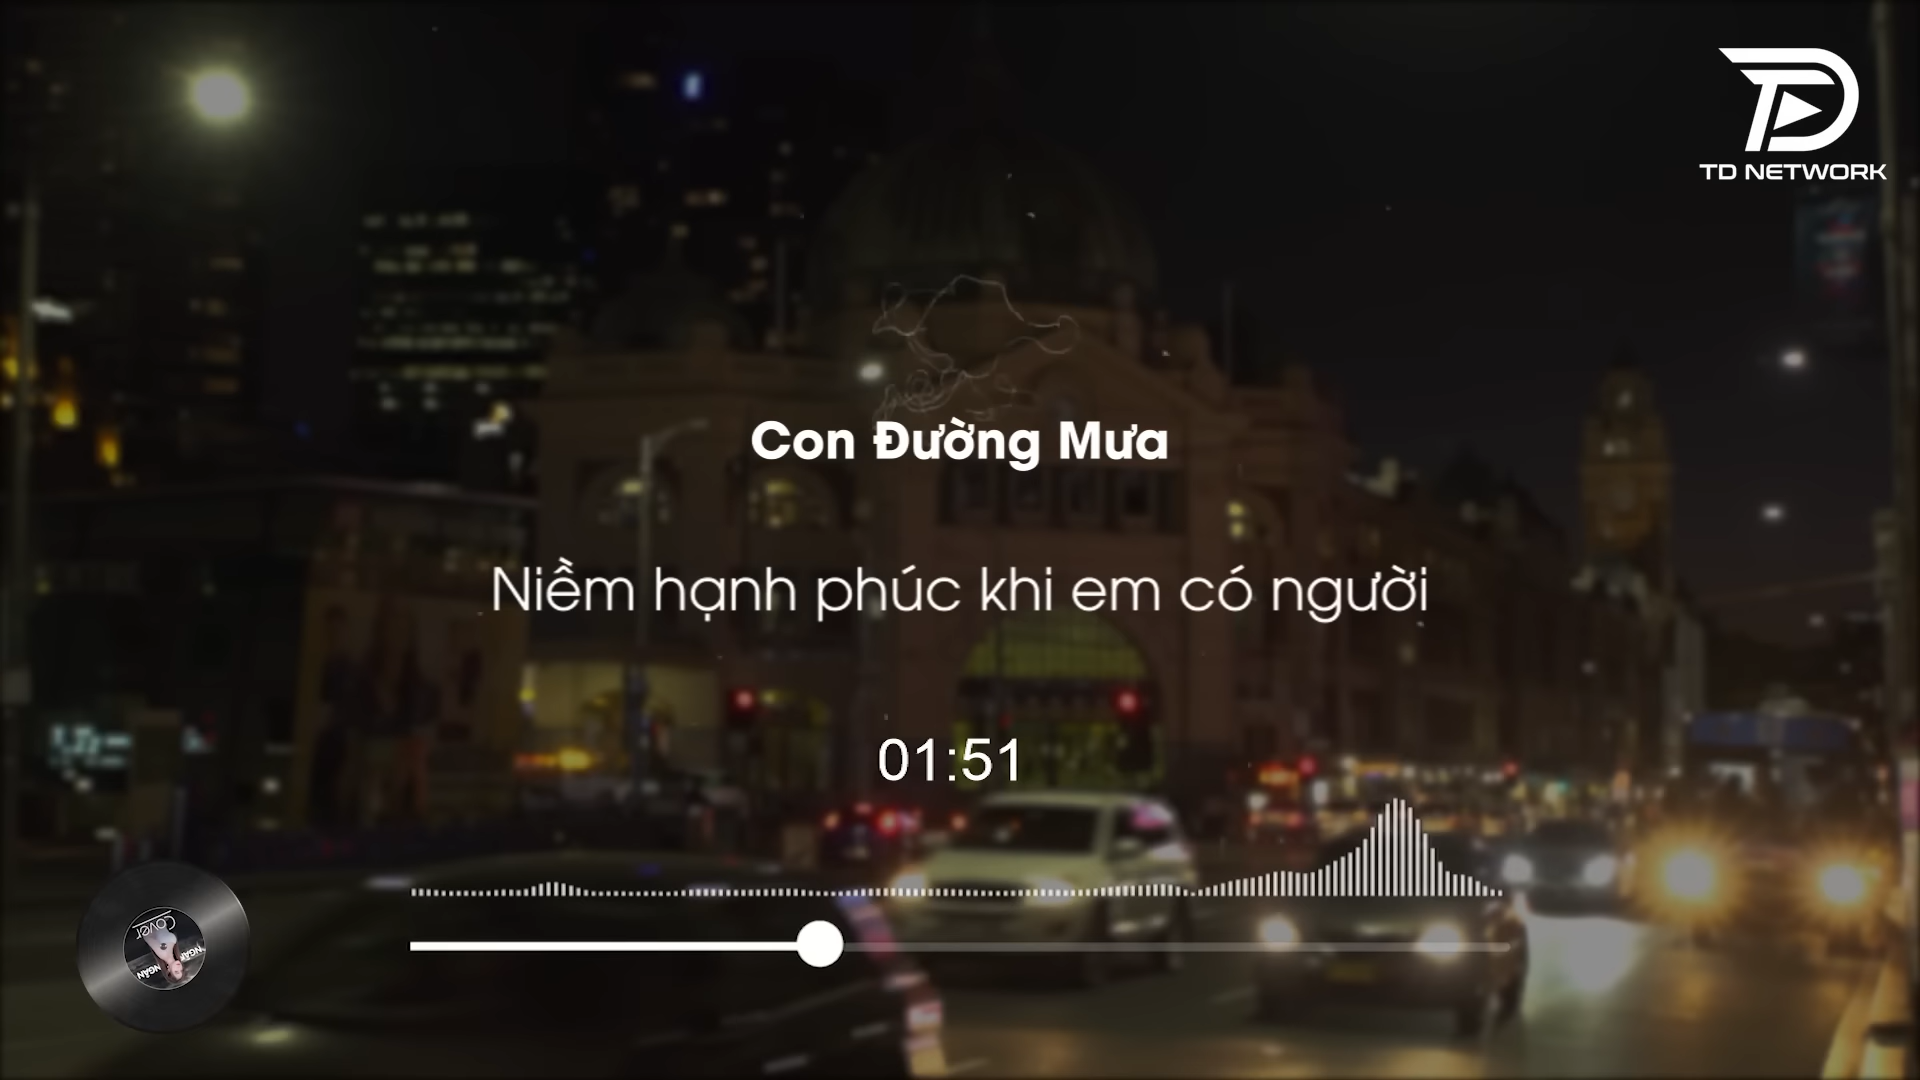 TD NETWORK
Con Đường Mưa
Niềm hạnh phúc khi em có người
01:51
Cover
NGÂN
NGÂN